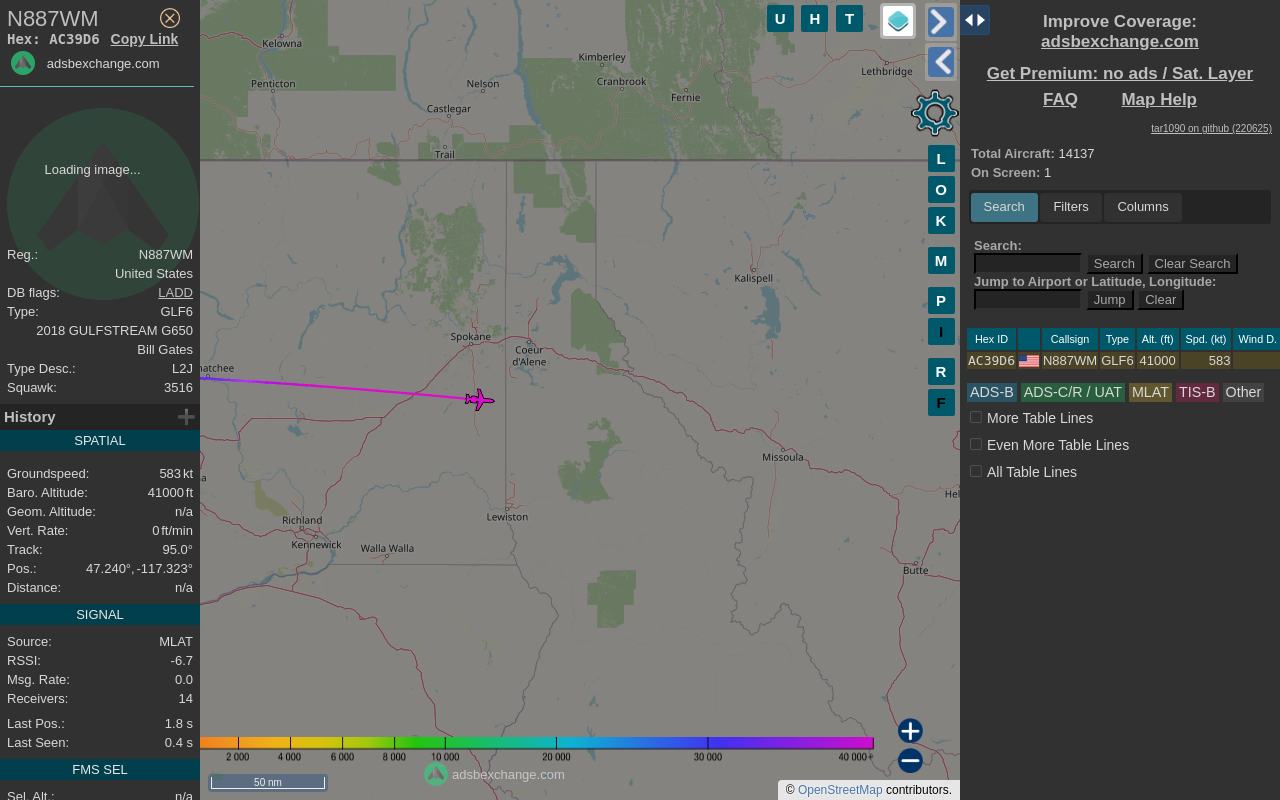 N887WM
Hex: AC39D6 Copy Link
adsbexchange.com
Loading image...
Reg.: N887WM
United States
DB flags: LADD
Type: GLF6
2018 GULFSTREAM G650
Bill Gates
Type Desc.: L2J
Squawk: 3516
History
SPATIAL
Groundspeed: 583 kt
Baro. Altitude: 41000 ft
Geom. Altitude: n/a
Vert. Rate: 0 ft/min
Track: 95.0°
Pos.: 47.240°, -117.323°
Distance: n/a
SIGNAL
Source: MLAT
RSSI: -6.7
Msg. Rate: 0.0
Receivers: 14
Last Pos.: 1.8 s
Last Seen: 0.4 s
FMS SEL
Sel. Alt.: n/a
Kelowna
Penticton
Nelson
Castlegar
Trail
Kimberley
Cranbrook
Fernie
Lethbridge
Kalispell
Spokane
Coeur
d'Alene
natchee
Missoula
a
Hel
Lewiston
Richland
Kennewick
Walla Walla
Butte
U H T
L
O
K
M
P
I
R
F
2 000 4 000 6 000 8 000 10 000 20 000 30 000 40 000+
adsbexchange.com
50 nm
© OpenStreetMap contributors.
Improve Coverage:
adsbexchange.com
Get Premium: no ads / Sat. Layer
FAQ Map Help
tar1090 on github (220625)
Total Aircraft: 14137
On Screen: 1
Search Filters Columns
Search:
Search Clear Search
Jump to Airport or Latitude, Longitude:
Jump Clear
Hex ID Callsign Type Alt. (ft) Spd. (kt) Wind D.
AC39D6 N887WM GLF6 41000 583
ADS-B ADS-C/R / UAT MLAT TIS-B Other
More Table Lines
Even More Table Lines
All Table Lines